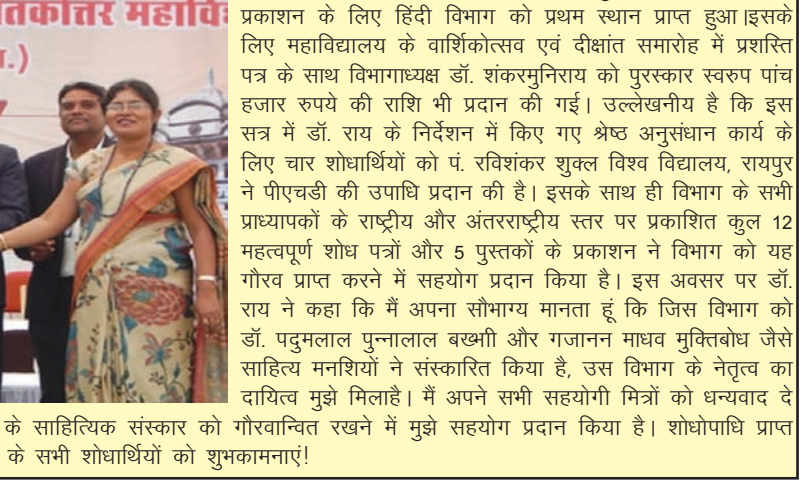 तकोत्तर महावि
.)
7
प्रकाशन के लिए हिंदी विभाग को प्रथम स्थान प्राप्त हुआ।इसके
लिए महाविद्यालय के वार्शिकोत्सव एवं दीक्षांत समारोह में प्रशस्ति
पत्र के साथ विभागाध्यक्ष डॉ. शंकरमुनिराय को पुरस्कार स्वरुप पांच
हजार रुपये की राशि भी प्रदान की गई। उल्लेखनीय है कि इस
सत्र में डॉ. राय के निर्देशन में किए गए श्रेष्ठ अनुसंधान कार्य के
लिए चार शोधार्थियों को पं. रविशंकर शुक्ल विश्व विद्यालय, रायपुर
ने पीएचडी की उपाधि प्रदान की है। इसके साथ ही विभाग के सभी
प्राध्यापकों के राष्ट्रीय और अंतरराष्ट्रीय स्तर पर प्रकाशित कुल 12
महत्वपूर्ण शोध पत्रों और 5 पुस्तकों के प्रकाशन ने विभाग को यह
गौरव प्राप्त करने में सहयोग प्रदान किया है। इस अवसर पर डॉ.
राय ने कहा कि मैं अपना सौभाग्य मानता हूं कि जिस विभाग को
डॉ. पदुमलाल पुन्नालाल बख्भाी और गजानन माधव मुक्तिबोध जैसे
साहित्य मनशियों ने संस्कारित किया है, उस विभाग के नेतृत्व का
दायित्व मुझे मिलाहै। मैं अपने सभी सहयोगी मित्रों को धन्यवाद दे
के साहित्यिक संस्कार को गौरवान्वित रखने में मुझे सहयोग प्रदान किया है। शोधोपाधि प्राप्त
के सभी शोधार्थियों को शुभकामनाएं!